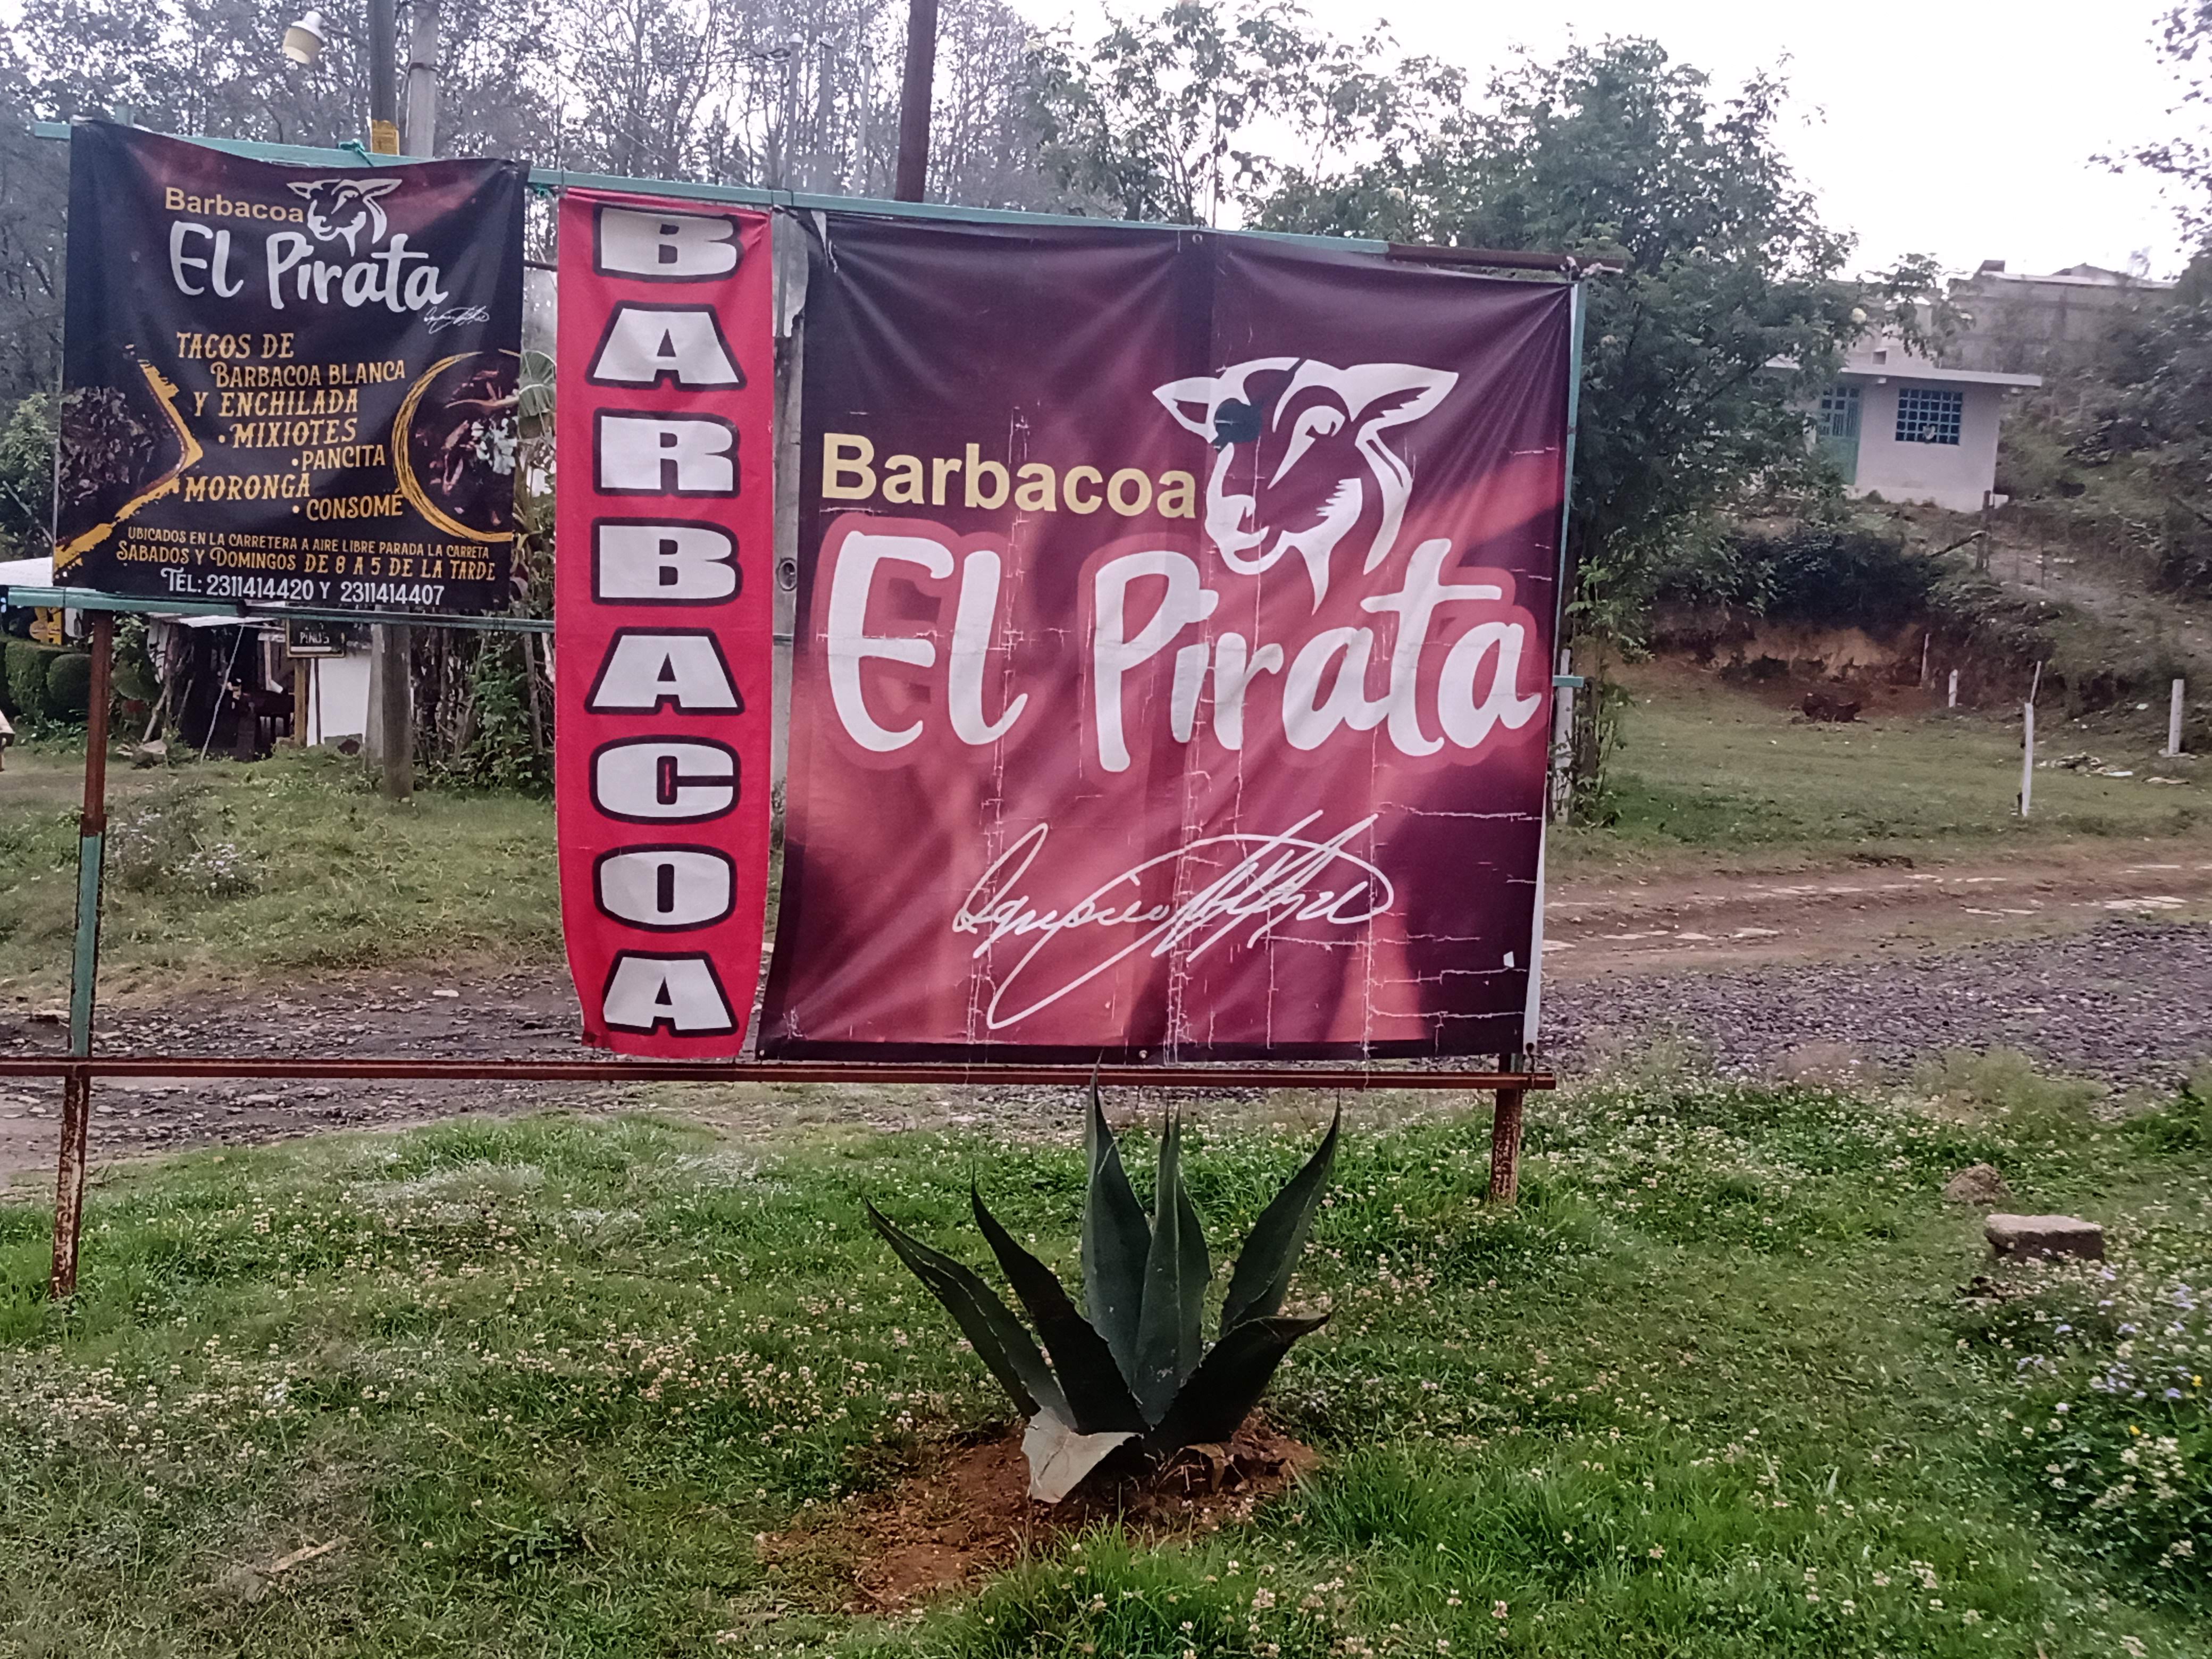 Barbacoa
El Pirata
TACOS DE
BARBACOA BLANCA
Y ENCHILADA
• MIXIOTES
• PANCITA
MORONGA
• CONSOMÉ
UBICADOS EN LA CARRETERA A AIRE LIBRE PARADA LA CARRETA
SABADOS Y DOMINGOS DE 8 A 5 DE LA TARDE
TÉL: 2311414420 Y 2311414407
BARBACOA
Barbacoa
El Pirata